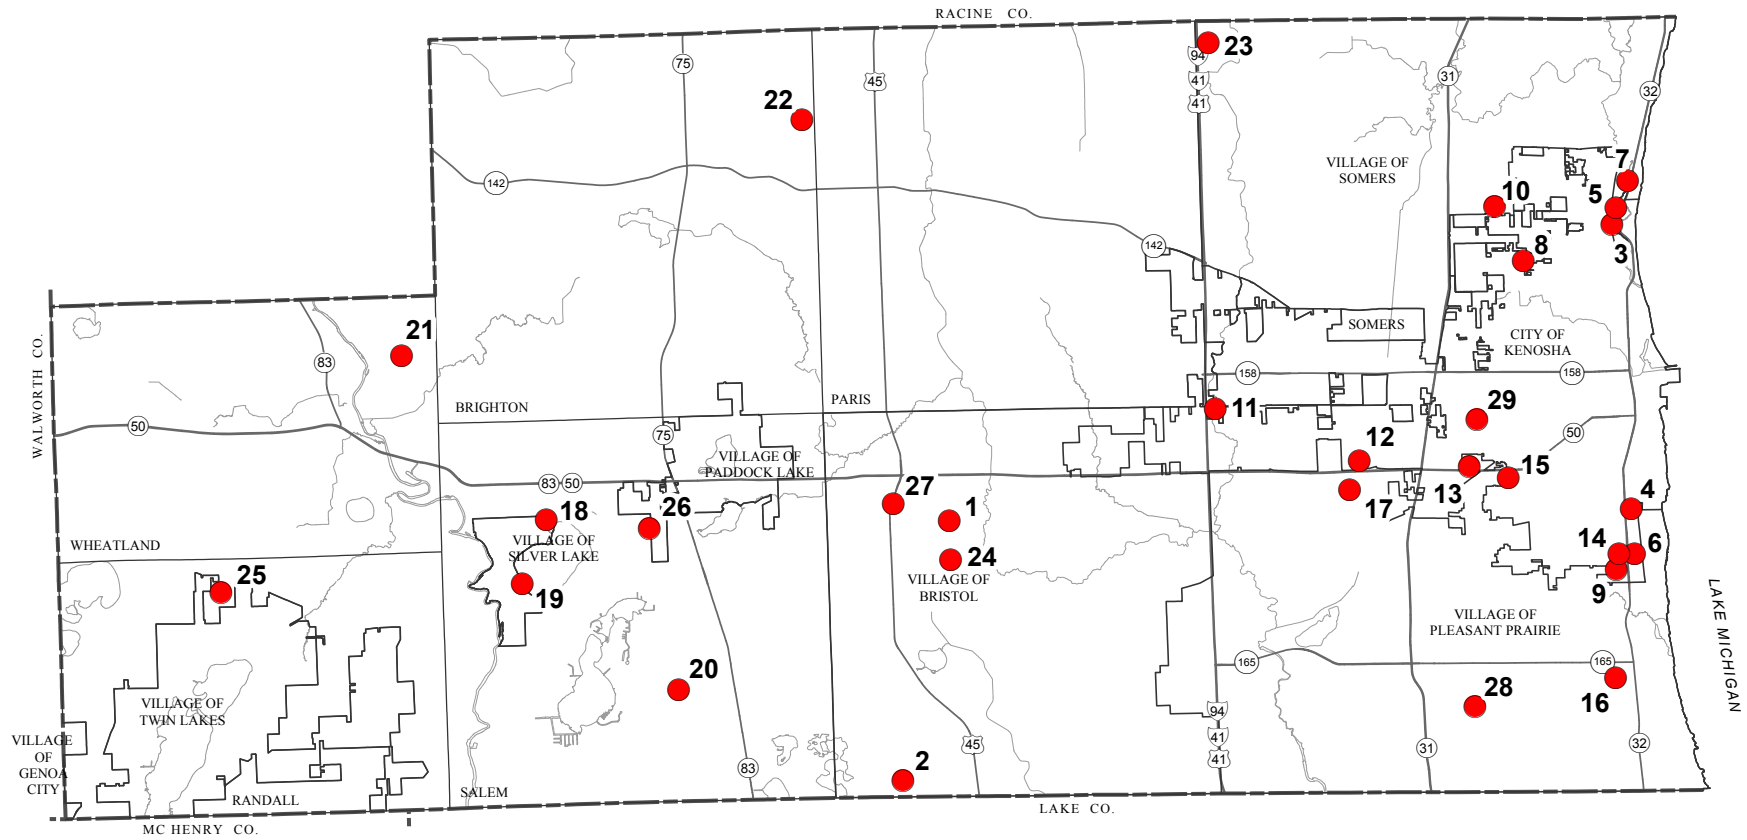 RACINE CO.
23
94
41
41
75
45
31
32
22
142
VILLAGE OF
SOMERS
7
10
5
3
8
142
21
83
WALWORTH CO.
SOMERS
CITY OF
KENOSHA
158
158
BRIGHTON
PARIS
11
29
50
75
50
12
VILLAGE OF
PADDOCK LAKE
15
13
83
50
27
17
4
18
26
1
VILLAGE OF
SILVER LAKE
WHEATLAND
24
14
6
VILLAGE OF
BRISTOL
25
19
9
VILLAGE OF
PLEASANT PRAIRIE
LAKE MICHIGAN
20
165
165
28
16
VILLAGE OF
TWIN LAKES
94
41
41
45
31
32
VILLAGE
OF
GENOA
CITY
83
2
SALEM
RANDALL
LAKE CO.
MC HENRY CO.